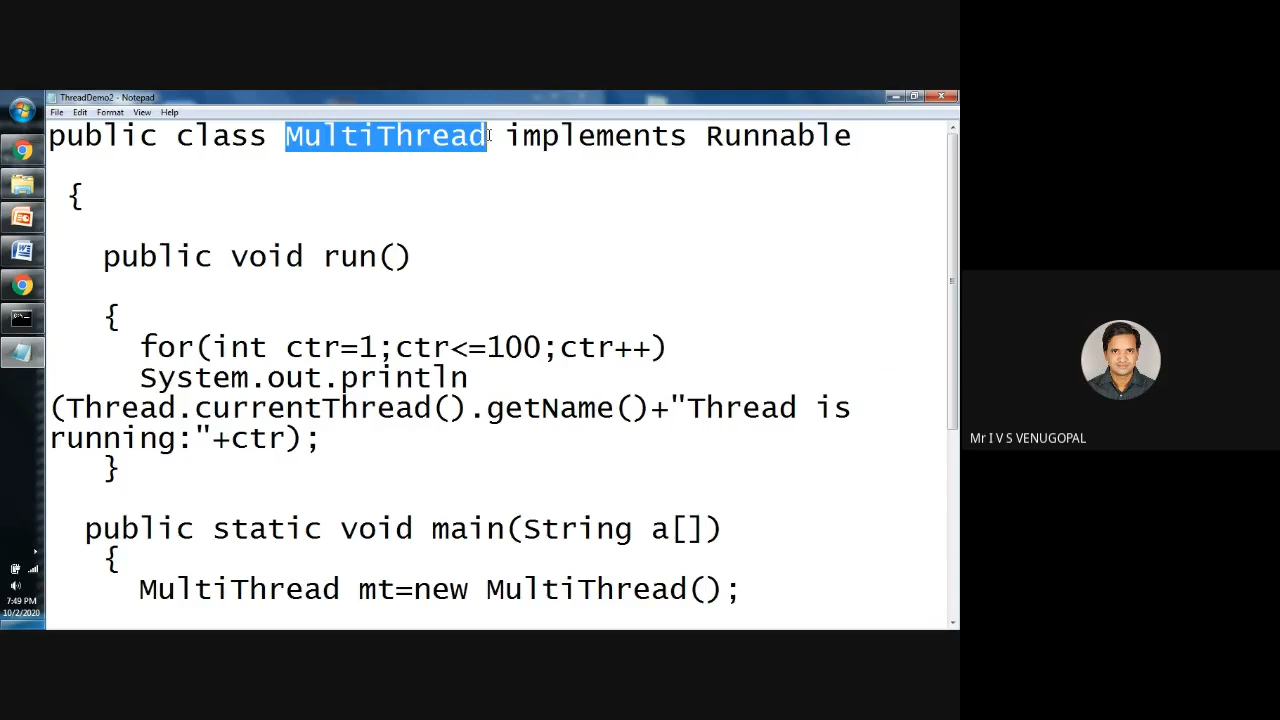 ThreadDemo2 - Notepad
File Edit Format View Help
public class MultiThread implements Runnable
{
public void run()
{
for(int ctr=1;ctr<=100;ctr++)
System.out.println
(Thread.currentThread().getName()+"Thread is
running:"+ctr);
}
public static void main(String a[])
{
MultiThread mt=new MultiThread();
7:49 PM
10/2/2020
Mr I V S VENUGOPAL